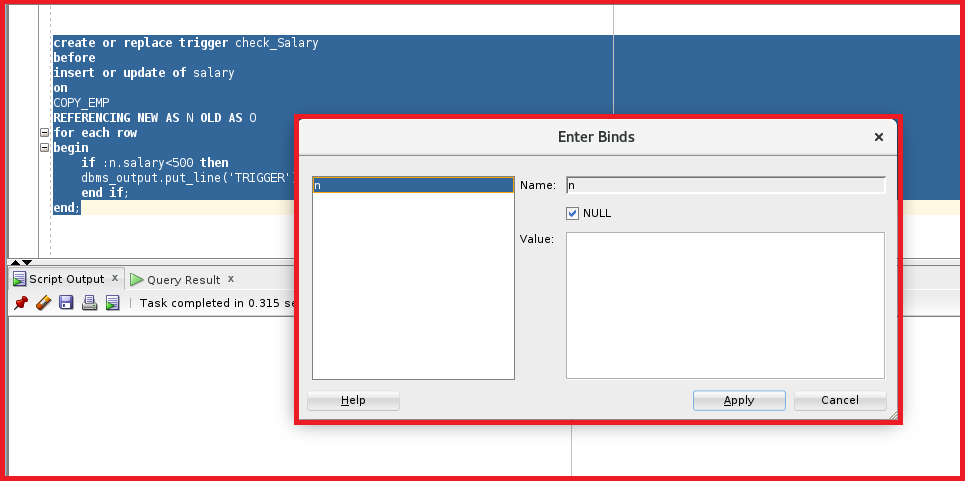 create or replace trigger check_Salary
before
insert or update of salary
on
COPY_EMP
REFERENCING NEW AS N OLD AS O
for each row
begin
if :n.salary<500 then
dbms_output.put_line('TRIGGER')
end if;
end;
Enter Binds
n
Name: n
NULL
Value:
Help
Apply
Cancel
Script Output x
Query Result x
Task completed in 0.315 se